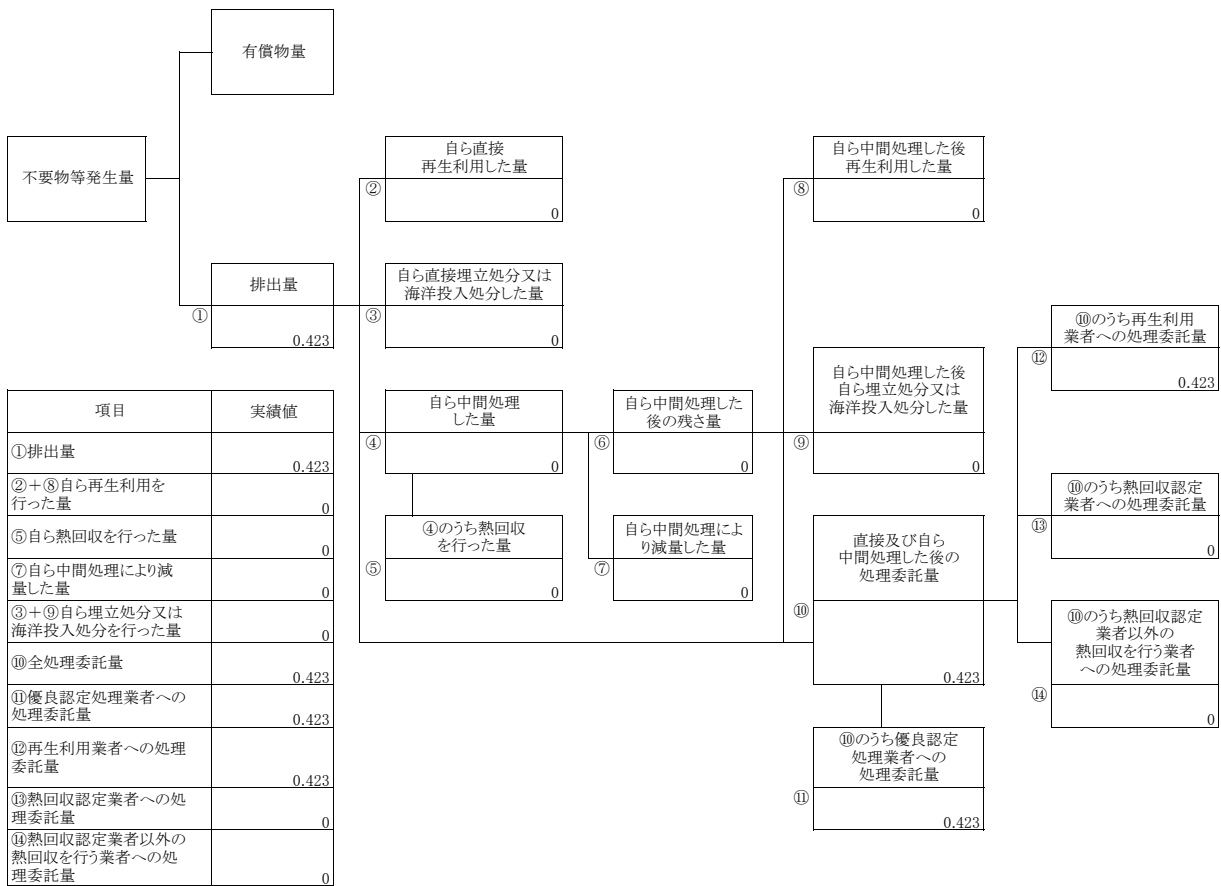 有償物量
不要物等発生量
自ら直接
再生利用した量
②
0
自ら中間処理した後
再生利用した量
⑧
0
排出量
①
0.423
自ら直接埋立処分又は
海洋投入処分した量
③
0
⑩のうち再生利用
業者への処理委託量
⑫
0.423
自ら中間処理
した量
④
0
自ら中間処理した
後の残さ量
⑥
0
自ら中間処理した後
自ら埋立処分又は
海洋投入処分した量
⑨
0
⑩のうち熱回収認定
業者への処理委託量
⑬
0
④のうち熱回収
を行った量
⑤
0
自ら中間処理によ
り減量した量
⑦
0
直接及び自ら
中間処理した後の
処理委託量
⑩
0.423
⑩のうち熱回収認定
業者以外の
熱回収を行う業者
への処理委託量
⑭
0
⑩のうち優良認定
処理業者への
処理委託量
⑪
0.423
項目 実績値
①排出量
0.423
②＋⑧自ら再生利用を
行った量
0
⑤自ら熱回収を行った量
0
⑦自ら中間処理により減
量した量
0
③＋⑨自ら埋立処分又は
海洋投入処分を行った量
0
⑩全処理委託量
0.423
⑪優良認定処理業者への
処理委託量
0.423
⑫再生利用業者への処理
委託量
0.423
⑬熱回収認定業者への処
理委託量
0
⑭熱回収認定業者以外の
熱回収を行う業者への処
理委託量
0